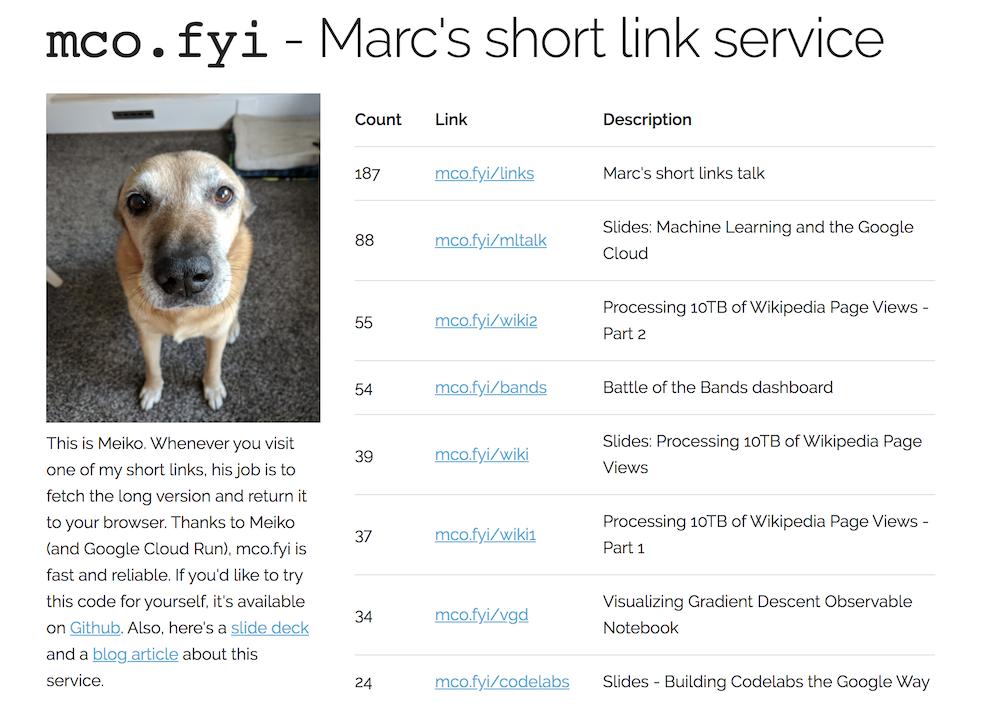 mco.fyi - Marc's short link service
Count Link Description
187 mco.fyi/links Marc's short links talk
88 mco.fyi/mltalk Slides: Machine Learning and the Google
Cloud
55 mco.fyi/wiki2 Processing 10TB of Wikipedia Page Views -
Part 2
54 mco.fyi/bands Battle of the Bands dashboard
39 mco.fyi/wiki Slides: Processing 10TB of Wikipedia Page
Views
37 mco.fyi/wiki1 Processing 10TB of Wikipedia Page Views -
Part 1
34 mco.fyi/vgd Visualizing Gradient Descent Observable
Notebook
24 mco.fyi/codelabs Slides - Building Codelabs the Google Way
This is Meiko. Whenever you visit
one of my short links, his job is to
fetch the long version and return it
to your browser. Thanks to Meiko
(and Google Cloud Run), mco.fyi is
fast and reliable. If you'd like to try
this code for yourself, it's available
on Github. Also, here's a slide deck
and a blog article about this
service.